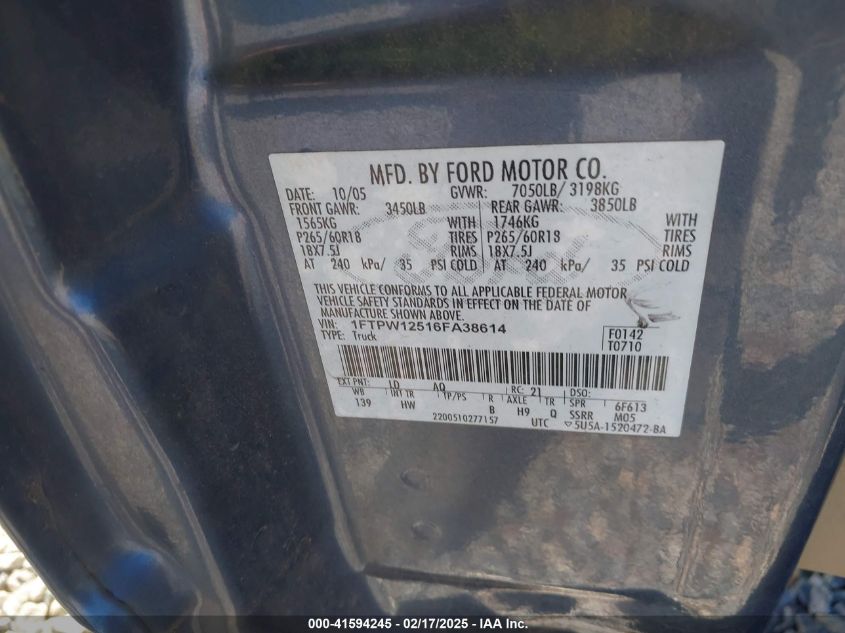 MFD. BY FORD MOTOR CO.
DATE: 10/05 GVWR: 7050LB/ 3198KG
FRONT GAWR: 3450LB REAR GAWR: 3850LB
1565KG WITH 1746KG WITH
P265/60R18 TIRES P265/60R18 TIRES
18X7.5J RIMS 18X7.5J RIMS
AT 240 kPa/ 35 PSI COLD AT 240 kPa/ 35 PSI COLD
THIS VEHICLE CONFORMS TO ALL APPLICABLE FEDERAL MOTOR
VEHICLE SAFETY STANDARDS IN EFFECT ON THE DATE OF
MANUFACTURE SHOWN ABOVE.
VIN: 1FTPW12516FA38614 F0142
TYPE: Truck T0710
EXT PNT: LD AQ RC: 21 DSO:
WB INT TR TP/PS R AXLE TR SPR 6F613
139 HW B H9 Q SSRR M05
2200510277157 UTC 5U5A-1520472-BA
Ford
000-41594245 - 02/17/2025 - IAA Inc.